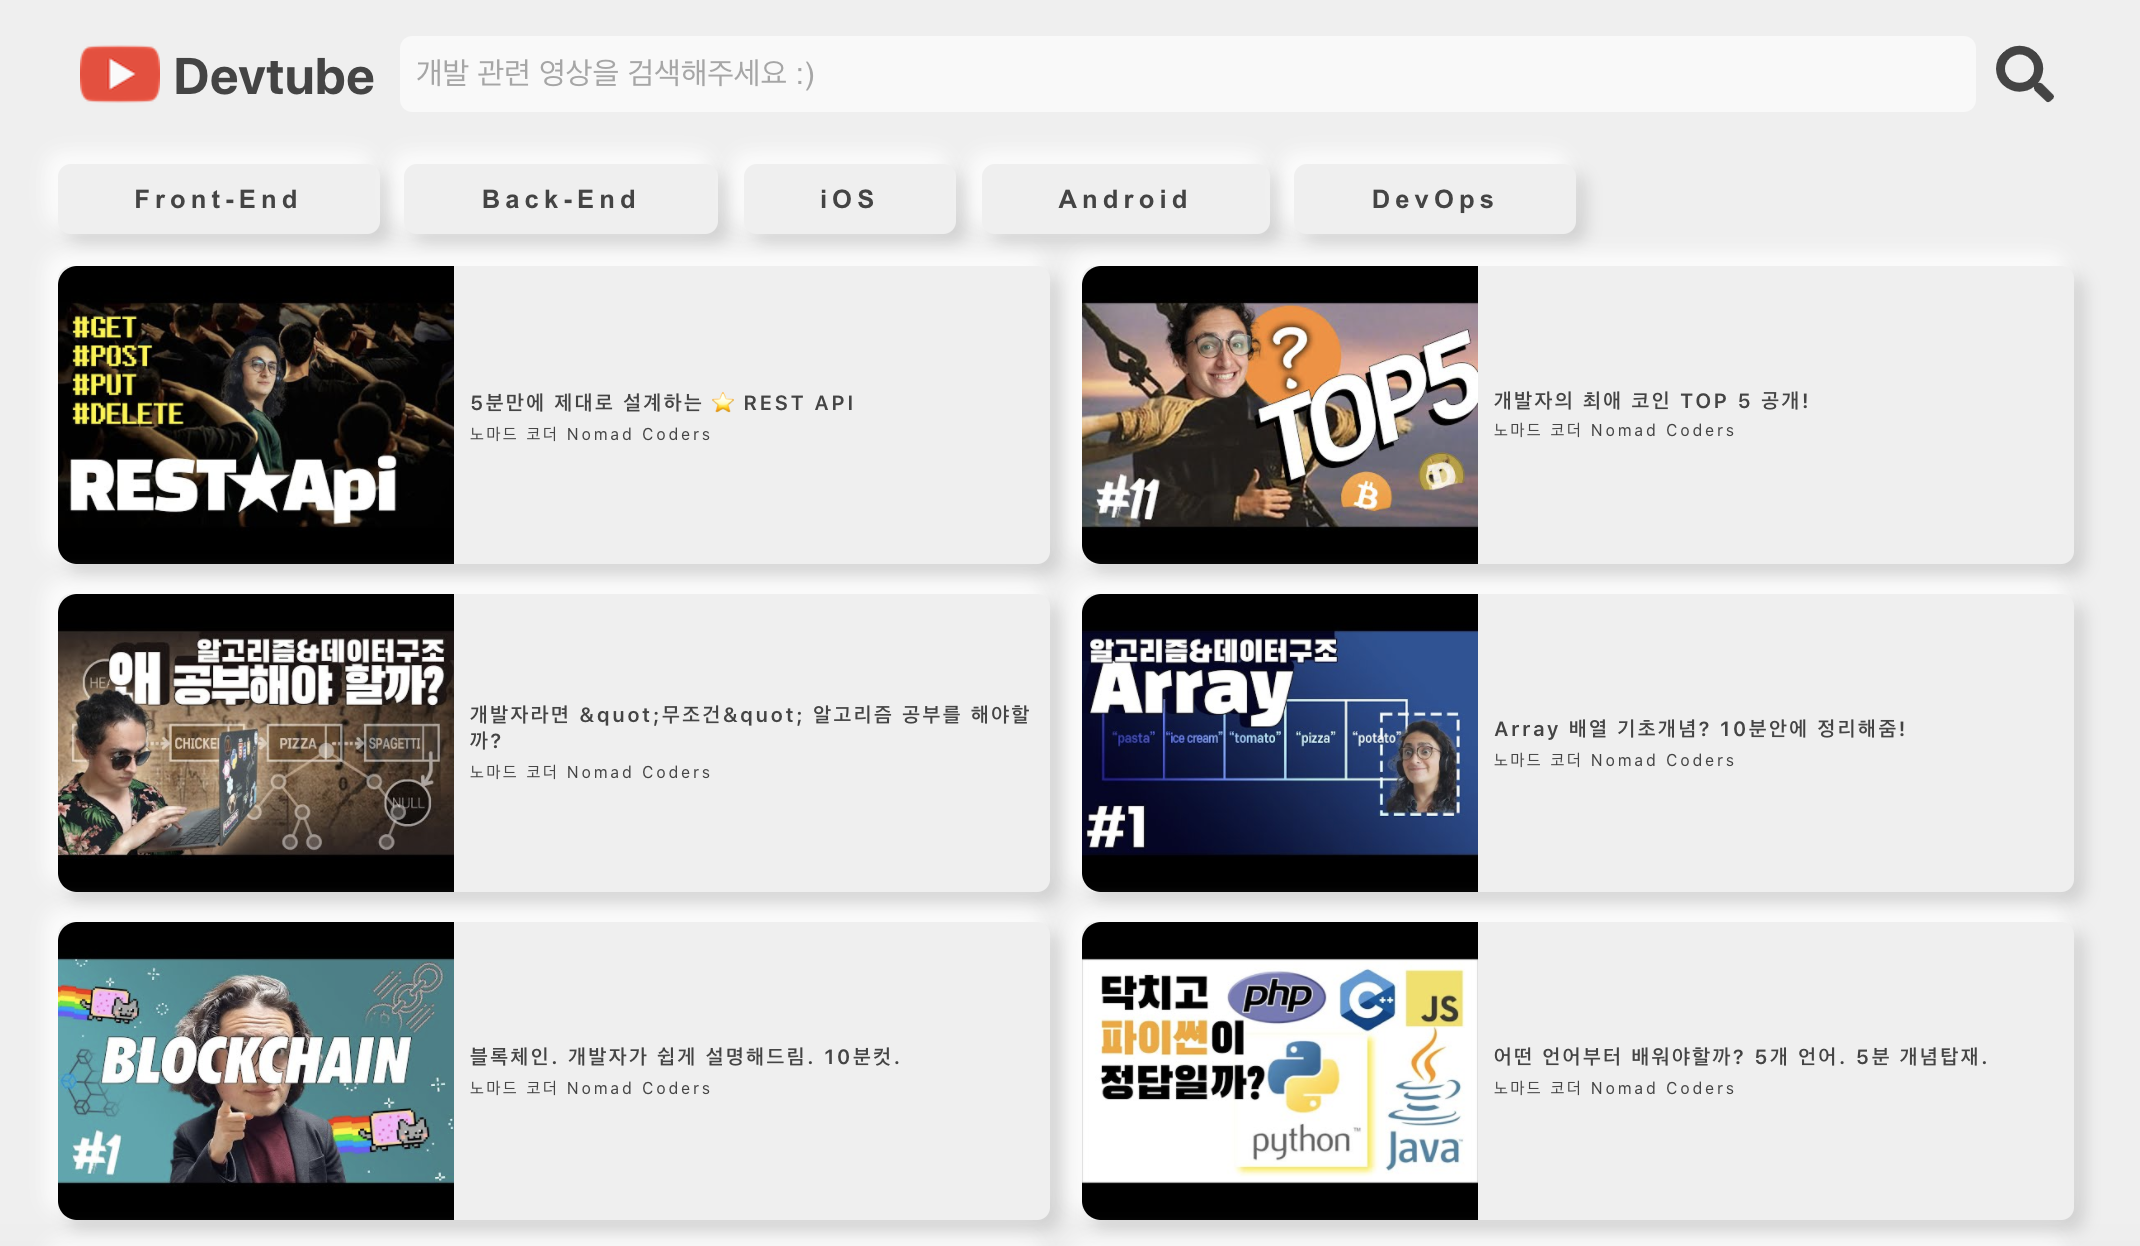 Devtube
개발 관련 영상을 검색해주세요 :)
Front-End
Back-End
iOS
Android
DevOps
#GET
#POST
#PUT
#DELETE
REST★Api
5분만에 제대로 설계하는 ⭐ REST API
노마드 코더 Nomad Coders
?
TOP5
#11
개발자의 최애 코인 TOP 5 공개!
노마드 코더 Nomad Coders
알고리즘&데이터구조
왜 공부해야 할까?
PIZZA
SPAGETTI
NULL
개발자라면 &quot;무조건&quot; 알고리즘 공부를 해야할
까?
노마드 코더 Nomad Coders
알고리즘&데이터구조
Array
"pasta" "ice cream" "tomato" "pizza" "potato"
#1
Array 배열 기초개념? 10분안에 정리해줌!
노마드 코더 Nomad Coders
BLOCKCHAIN
#1
블록체인. 개발자가 쉽게 설명해드림. 10분컷.
노마드 코더 Nomad Coders
닥치고
파이썬이
정답일까?
php
C++
JS
python™
Java
어떤 언어부터 배워야할까? 5개 언어. 5분 개념탑재.
노마드 코더 Nomad Coders